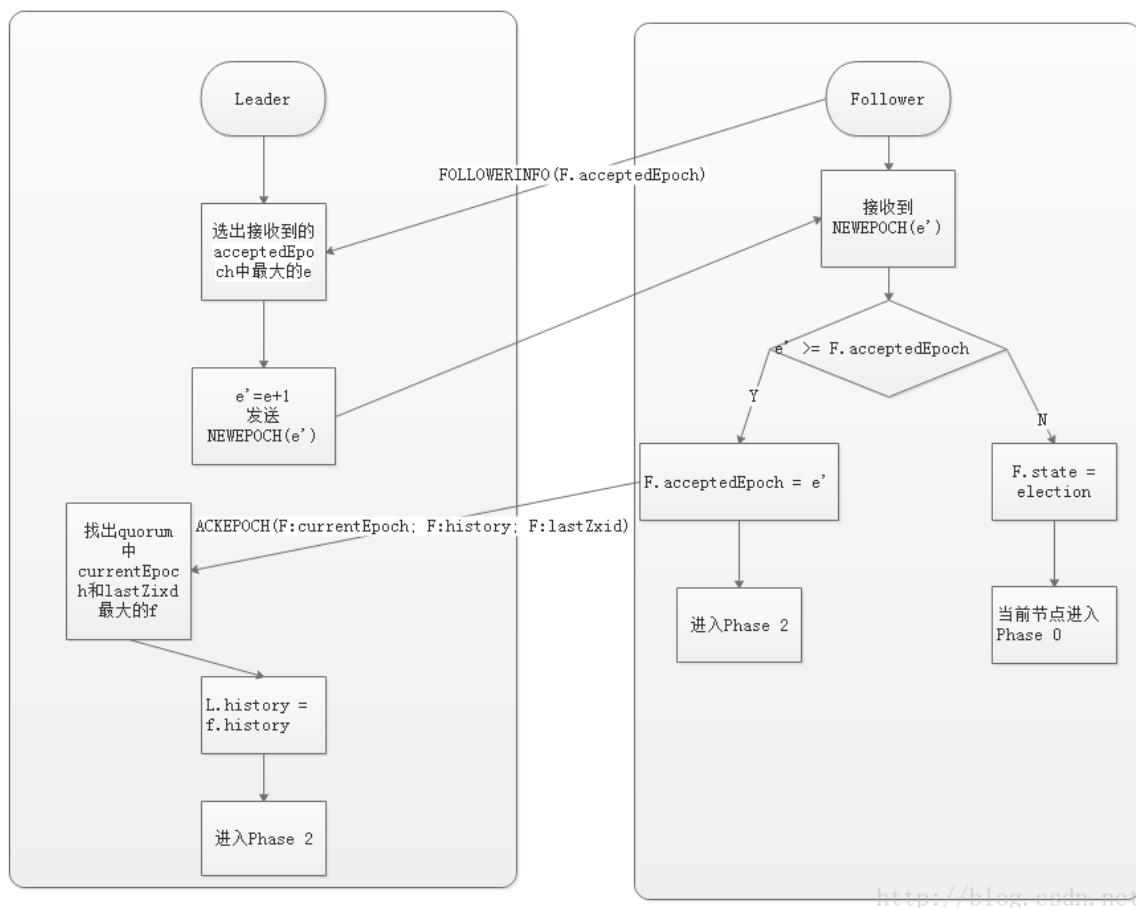 Leader
Follower
FOLLOWERINFO(F.acceptedEpoch)
选出接收到的
acceptedEpo
ch中最大的e
接收到
NEWEPOCH(e')
e' >= F.acceptedEpoch
e'=e+1
发送
NEWEPOCH(e')
Y
N
F.acceptedEpoch = e'
F.state =
election
ACKEPOCH(F:currentEpoch; F:history; F:lastZxid)
找出quorum
中
currentEpoc
h和lastZixd
最大的f
进入Phase 2
当前节点进入
Phase 0
L.history =
f.history
进入Phase 2
http://blog.csdn.net